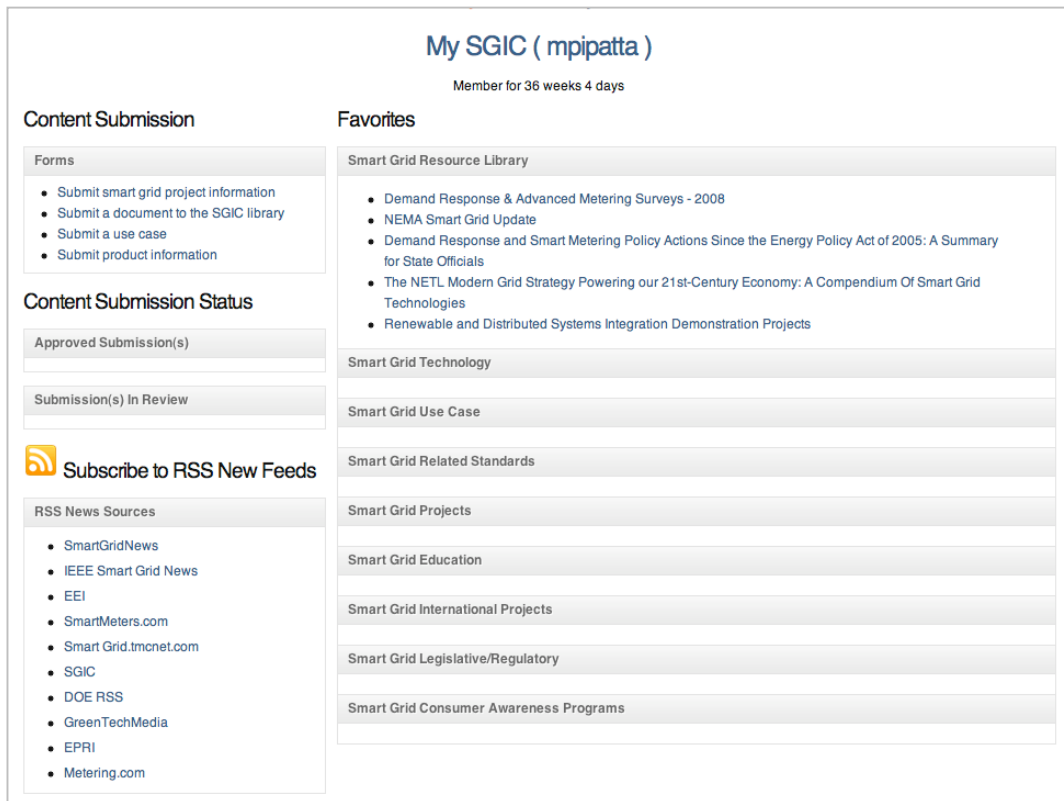 My SGIC ( mpipatta )
Member for 36 weeks 4 days
Content Submission
Forms
Submit smart grid project information
Submit a document to the SGIC library
Submit a use case
Submit product information
Content Submission Status
Approved Submission(s)
Submission(s) In Review
Subscribe to RSS New Feeds
RSS News Sources
SmartGridNews
IEEE Smart Grid News
EEI
SmartMeters.com
Smart Grid.tmcnet.com
SGIC
DOE RSS
GreenTechMedia
EPRI
Metering.com
Favorites
Smart Grid Resource Library
Demand Response & Advanced Metering Surveys - 2008
NEMA Smart Grid Update
Demand Response and Smart Metering Policy Actions Since the Energy Policy Act of 2005: A Summary
for State Officials
The NETL Modern Grid Strategy Powering our 21st-Century Economy: A Compendium Of Smart Grid
Technologies
Renewable and Distributed Systems Integration Demonstration Projects
Smart Grid Technology
Smart Grid Use Case
Smart Grid Related Standards
Smart Grid Projects
Smart Grid Education
Smart Grid International Projects
Smart Grid Legislative/Regulatory
Smart Grid Consumer Awareness Programs